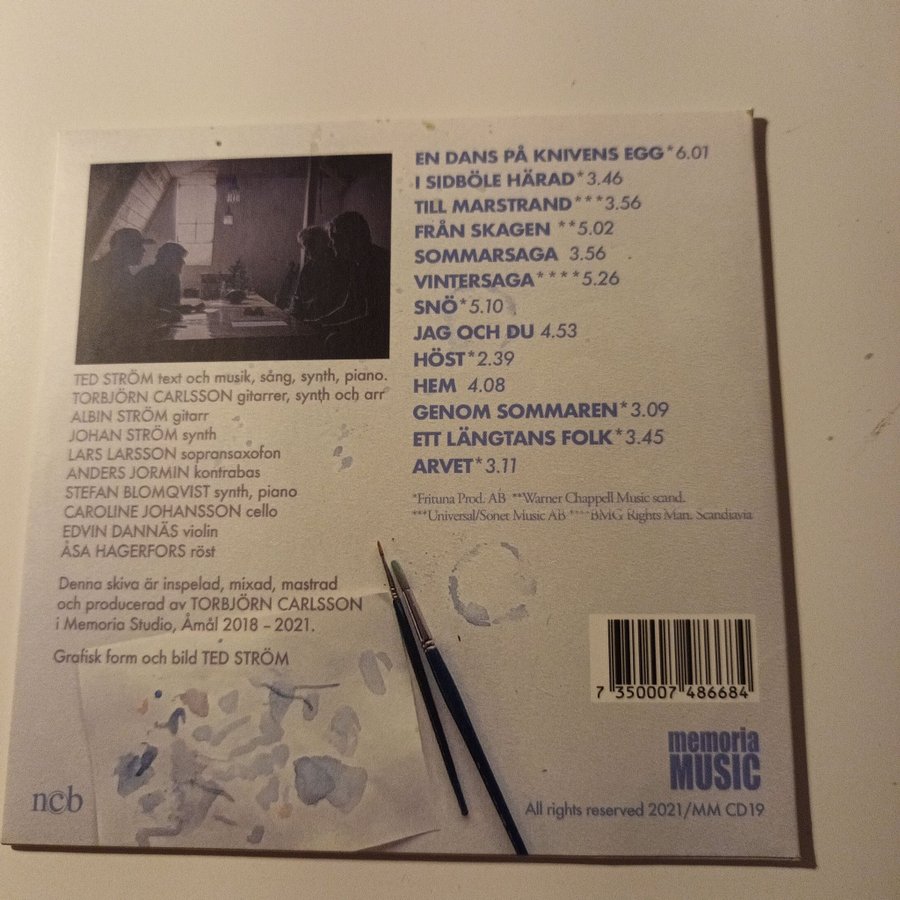 EN DANS PÅ KNIVENS EGG*6.01
I SIDBÖLE HÄRAD*3.46
TILL MARSTRAND***3.56
FRÅN SKAGEN **5.02
SOMMARSAGA 3.56
VINTERSAGA****5.26
SNÖ*5.10
JAG OCH DU 4.53
HÖST*2.39
HEM 4.08
GENOM SOMMAREN*3.09
ETT LÄNGTANS FOLK*3.45
ARVET*3.11
*Frituna Prod. AB **Warner Chappell Music scand.
***Universal/Sonet Music AB ****BMG Rights Man. Scandiavia
TED STRÖM text och musik, sång, synth, piano.
TORBJÖRN CARLSSON gitarrer, synth och arr
ALBIN STRÖM gitarr
JOHAN STRÖM synth
LARS LARSSON sopransaxofon
ANDERS JORMIN kontrabas
STEFAN BLOMQVIST synth, piano
CAROLINE JOHANSSON cello
EDVIN DANNÄS violin
ÅSA HAGERFORS röst
Denna skiva är inspelad, mixad, mastrad
och producerad av TORBJÖRN CARLSSON
i Memoria Studio, Åmål 2018 – 2021.
Grafisk form och bild TED STRÖM
7 350007 486684
memoria
MUSIC
ncb
All rights reserved 2021/MM CD19